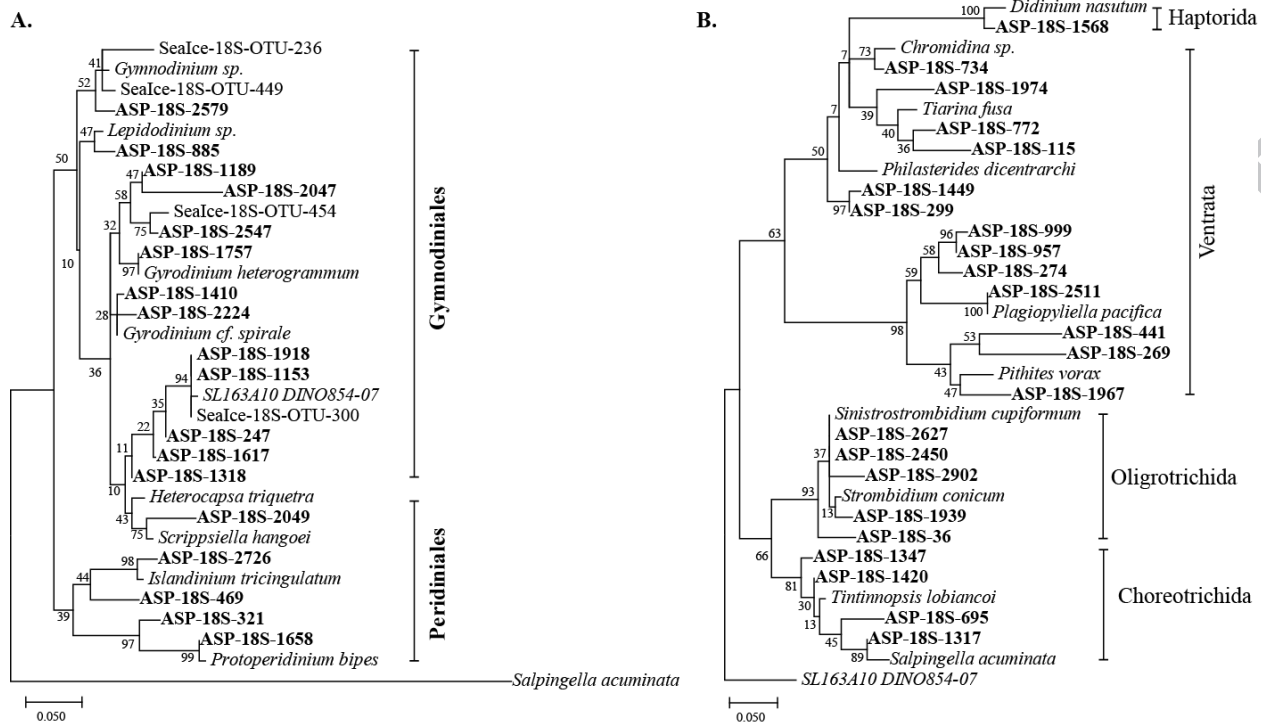 A.
41
SeaIce-18S-OTU-236
Gymnodinium sp.
52
SeaIce-18S-OTU-449
ASP-18S-2579
47
Lepidodinium sp.
50
ASP-18S-885
47
ASP-18S-1189
58
ASP-18S-2047
32
SeaIce-18S-OTU-454
75
ASP-18S-2547
ASP-18S-1757
10
97
Gyrodinium heterogrammum
ASP-18S-1410
28
ASP-18S-2224
Gyrodinium cf. spirale
36
ASP-18S-1918
94
ASP-18S-1153
SL163A10 DINO854-07
35
SeaIce-18S-OTU-300
22
ASP-18S-247
11
ASP-18S-1617
ASP-18S-1318
10
Heterocapsa triquetra
43
ASP-18S-2049
75
Scrippsiella hangoei
98
ASP-18S-2726
44
Islandinium tricingulatum
39
ASP-18S-469
ASP-18S-321
97
ASP-18S-1658
99
Protoperidinium bipes
Salpingella acuminata
Gymnodiniales
Peridiniales
0.050
B.
100
Didinium nasutum
ASP-18S-1568
Haptorida
7
73
Chromidina sp.
ASP-18S-734
ASP-18S-1974
7
39
Tiarina fusa
40
ASP-18S-772
36
ASP-18S-115
50
Philasterides dicentrarchi
ASP-18S-1449
97
ASP-18S-299
63
96
ASP-18S-999
58
ASP-18S-957
59
ASP-18S-274
ASP-18S-2511
100
Plagiopyliella pacifica
98
53
ASP-18S-441
ASP-18S-269
43
Pithites vorax
47
ASP-18S-1967
Ventrata
Sinistrostrombidium cupiformum
ASP-18S-2627
37
ASP-18S-2450
ASP-18S-2902
93
Strombidium conicum
13
ASP-18S-1939
ASP-18S-36
Oligrotrichida
66
ASP-18S-1347
81
ASP-18S-1420
30
Tintinnopsis lobiancoi
13
ASP-18S-695
45
ASP-18S-1317
89
Salpingella acuminata
Choreotrichida
SL163A10 DINO854-07
0.050